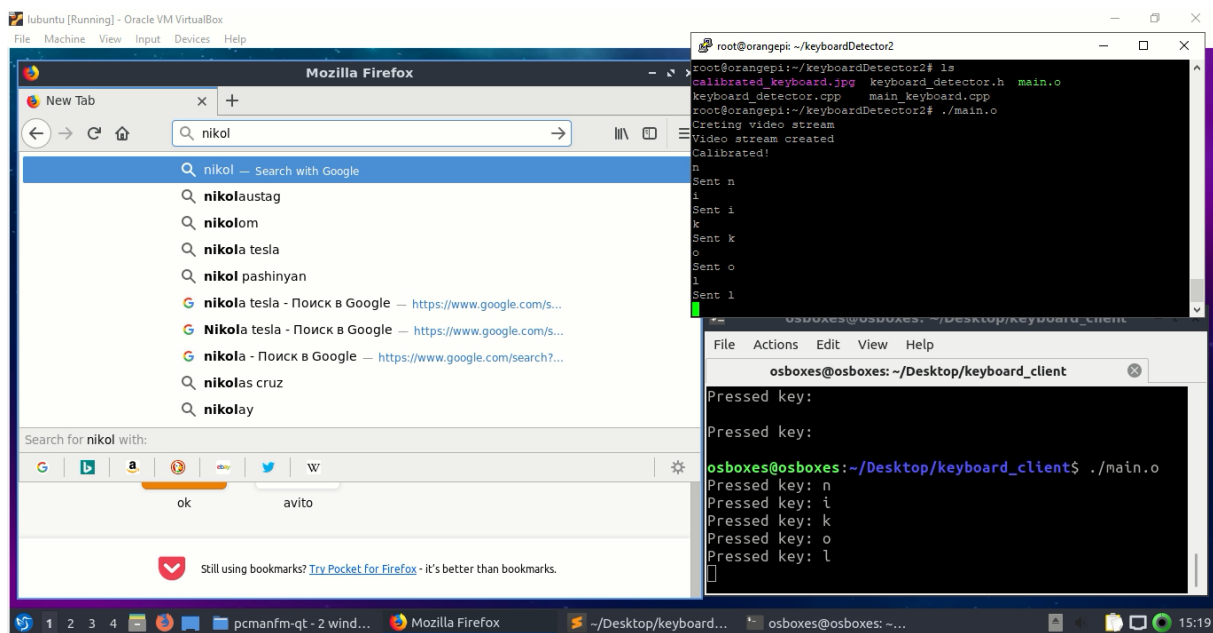 lubuntu [Running] - Oracle VM VirtualBox
File Machine View Input Devices Help
Mozilla Firefox
New Tab
nikol
nikol — Search with Google
nikolaustag
nikolom
nikola tesla
nikol pashinyan
nikola tesla - Поиск в Google — https://www.google.com/s...
Nikola tesla - Поиск в Google — https://www.google.com/s...
nikola - Поиск в Google — https://www.google.com/search?...
nikolas cruz
nikolay
Search for nikol with:
G b a ebay W
ok avito
Still using bookmarks? Try Pocket for Firefox - it's better than bookmarks.
root@orangepi: ~/keyboardDetector2
root@orangepi:~/keyboardDetector2# ls
calibrated_keyboard.jpg keyboard_detector.h main.o
keyboard_detector.cpp main_keyboard.cpp
root@orangepi:~/keyboardDetector2# ./main.o
Creting video stream
Video stream created
Calibrated!
n
Sent n
i
Sent i
k
Sent k
o
Sent o
l
Sent l
osboxes@osboxes: ~/Desktop/keyboard_client
File Actions Edit View Help
osboxes@osboxes: ~/Desktop/keyboard_client
Pressed key:
Pressed key:
osboxes@osboxes:~/Desktop/keyboard_client$ ./main.o
Pressed key: n
Pressed key: i
Pressed key: k
Pressed key: o
Pressed key: l
1 2 3 4 pcmanfm-qt - 2 wind... Mozilla Firefox ~/Desktop/keyboard... osboxes@osboxes: ~... 15:19